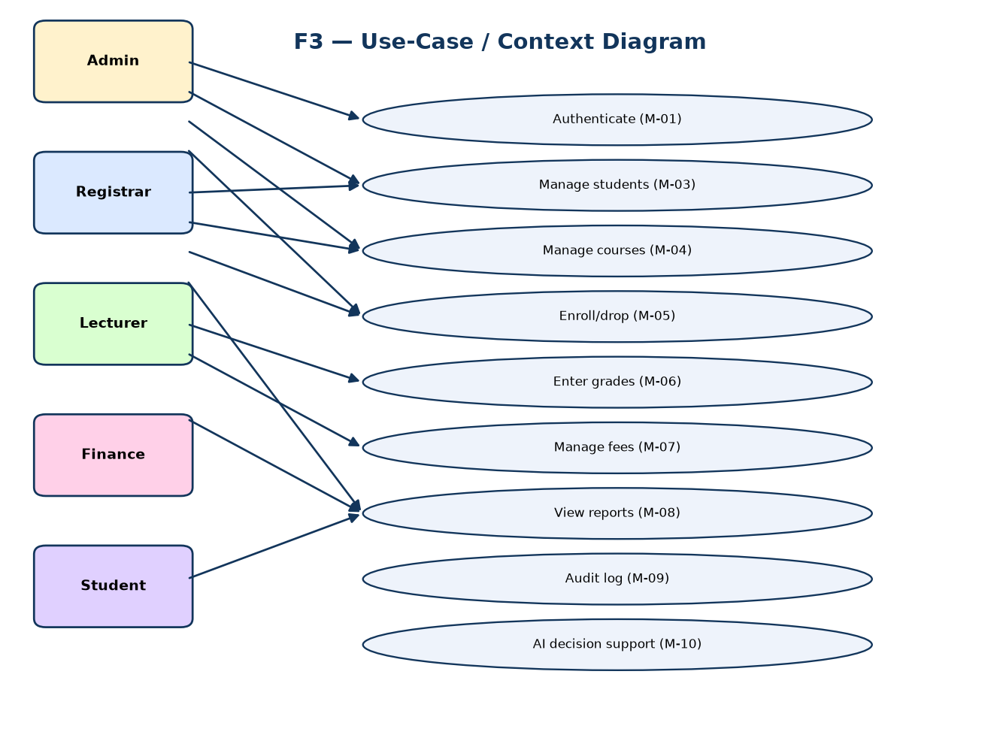 F3 — Use-Case / Context Diagram
Admin
Registrar
Lecturer
Finance
Student
Authenticate (M-01)
Manage students (M-03)
Manage courses (M-04)
Enroll/drop (M-05)
Enter grades (M-06)
Manage fees (M-07)
View reports (M-08)
Audit log (M-09)
AI decision support (M-10)